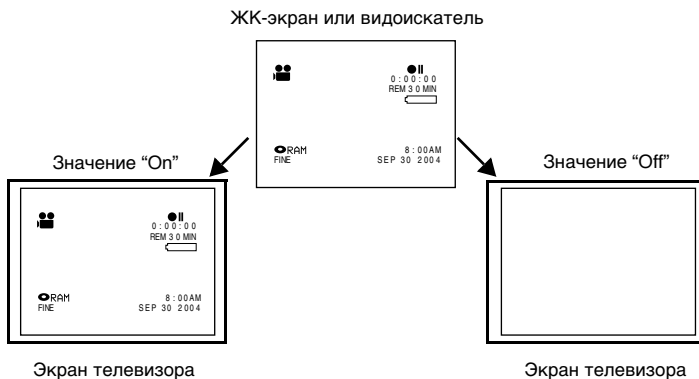 ЖК-экран или видоискатель
0:00:00
REM 30 MIN
RAM
8:00AM
FINE
SEP 30 2004
Значение “On”
Значение “Off”
0:00:00
REM 30 MIN
RAM
8:00AM
FINE
SEP 30 2004
Экран телевизора
Экран телевизора